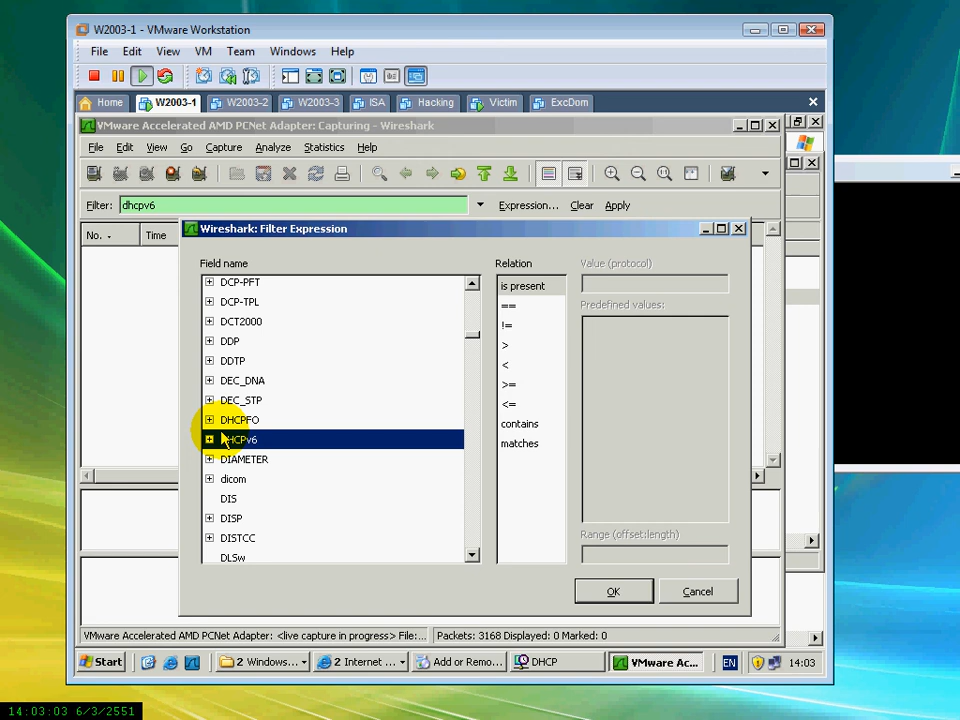 W2003-1 - VMware Workstation
File Edit View VM Team Windows Help
Home W2003-1 W2003-2 W2003-3 ISA Hacking Victim ExcDom
VMware Accelerated AMD PCNet Adapter: Capturing - Wireshark
File Edit View Go Capture Analyze Statistics Help
Filter: dhcpv6 Expression... Clear Apply
No. Time
Wireshark: Filter Expression
Field name Relation Value (protocol)
DCP-PFT
DCP-TPL
DCT2000
DDP
DDTP
DEC_DNA
DEC_STP
DHCPFO
DHCPv6
DIAMETER
dicom
DIS
DISP
DISTCC
DLSw
is present
==
!=
>
<
>=
<=
contains
matches
Predefined values:
Range (offset:length)
OK Cancel
VMware Accelerated AMD PCNet Adapter: <live capture in progress> File:... Packets: 3168 Displayed: 0 Marked: 0
Start 2 Windows... 2 Internet ... Add or Remo... DHCP VMware Ac... EN 14:03
14:03:03 6/3/2551